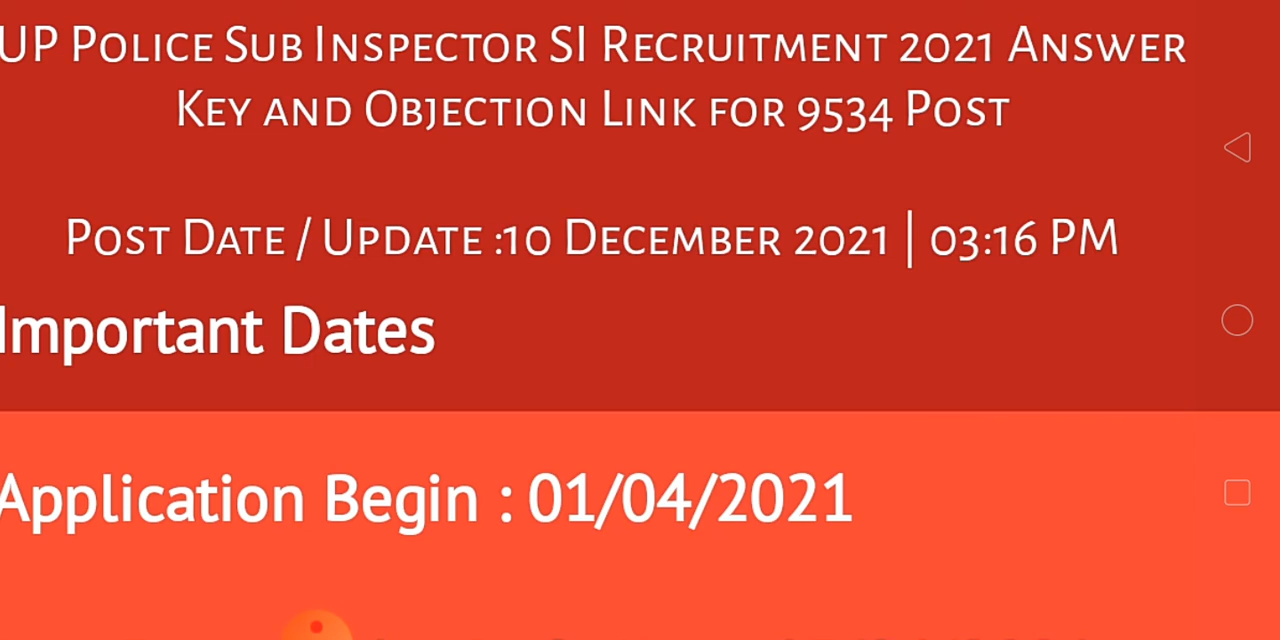 UP Police Sub Inspector SI Recruitment 2021 Answer
Key and Objection Link for 9534 Post
Post Date / Update :10 December 2021 | 03:16 PM
Important Dates
Application Begin : 01/04/2021